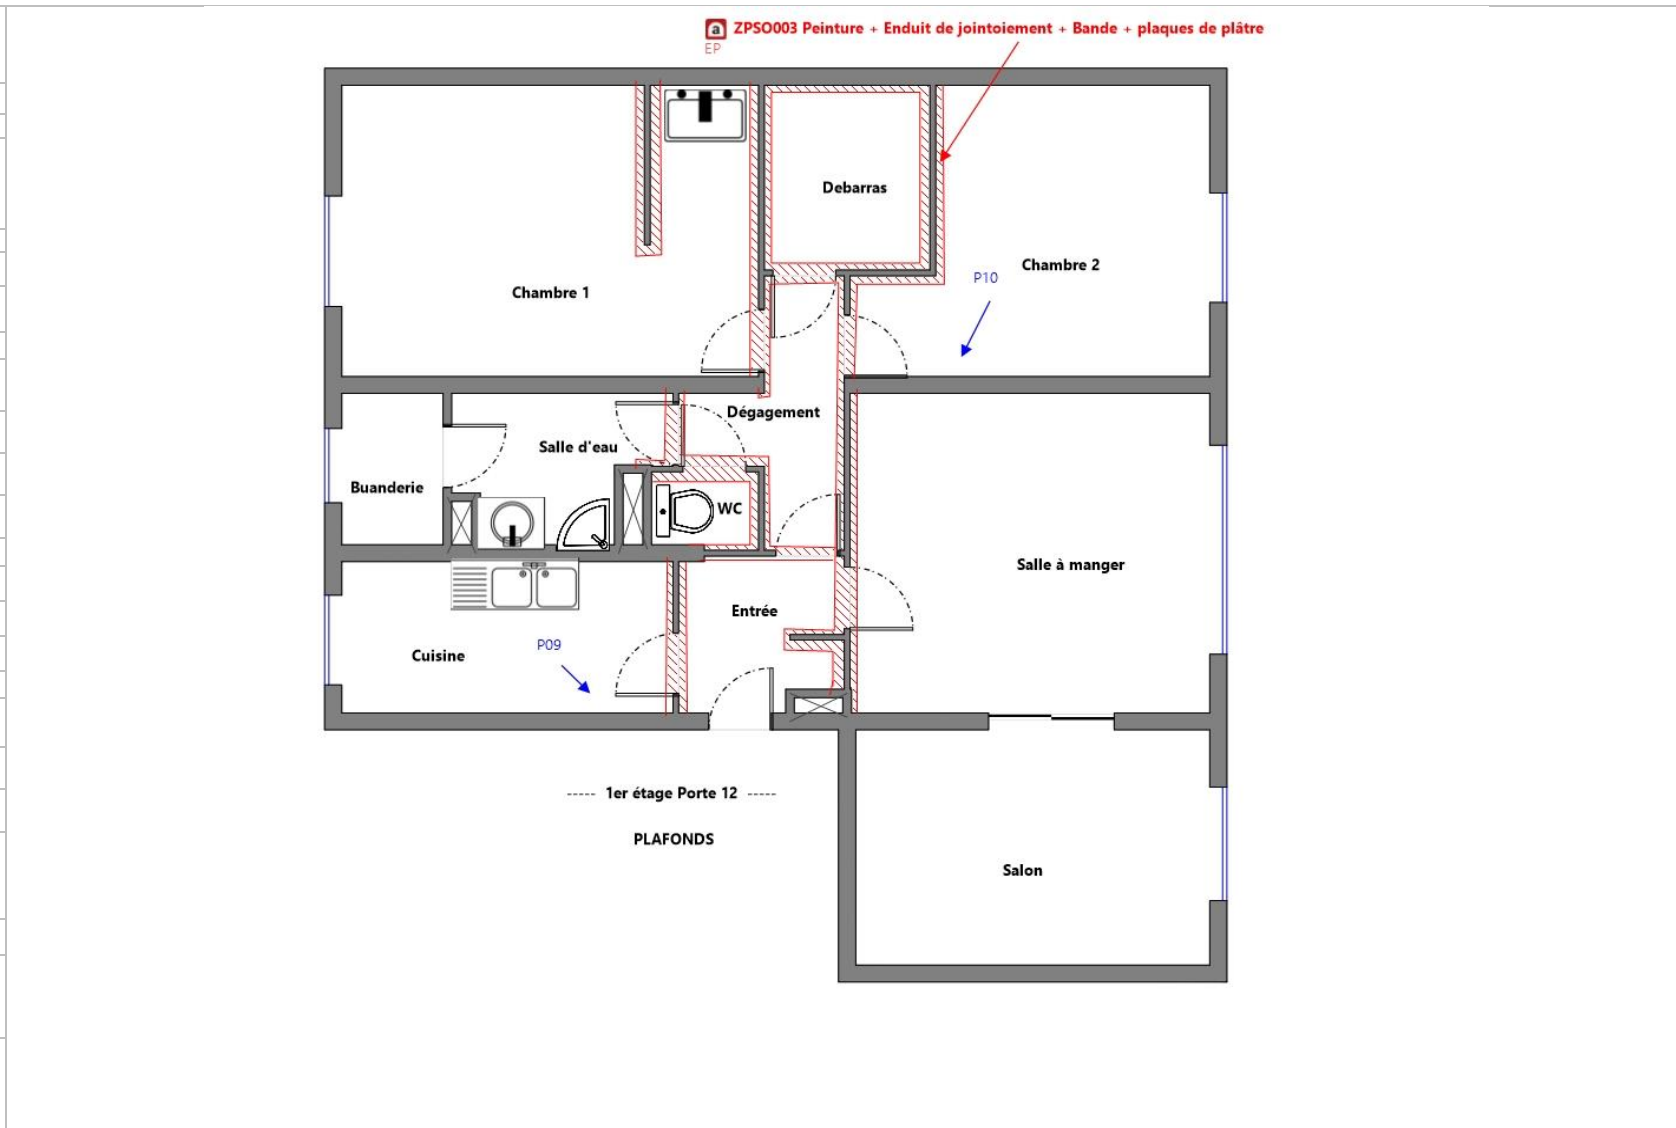 a ZPSO003 Peinture + Enduit de jointoiement + Bande + plaques de plâtre
EP
Debarras
Chambre 2
P10
Chambre 1
Dégagement
Salle d'eau
Buanderie
WC
Salle à manger
Entrée
P09
Cuisine
----- 1er étage Porte 12 -----
PLAFONDS
Salon